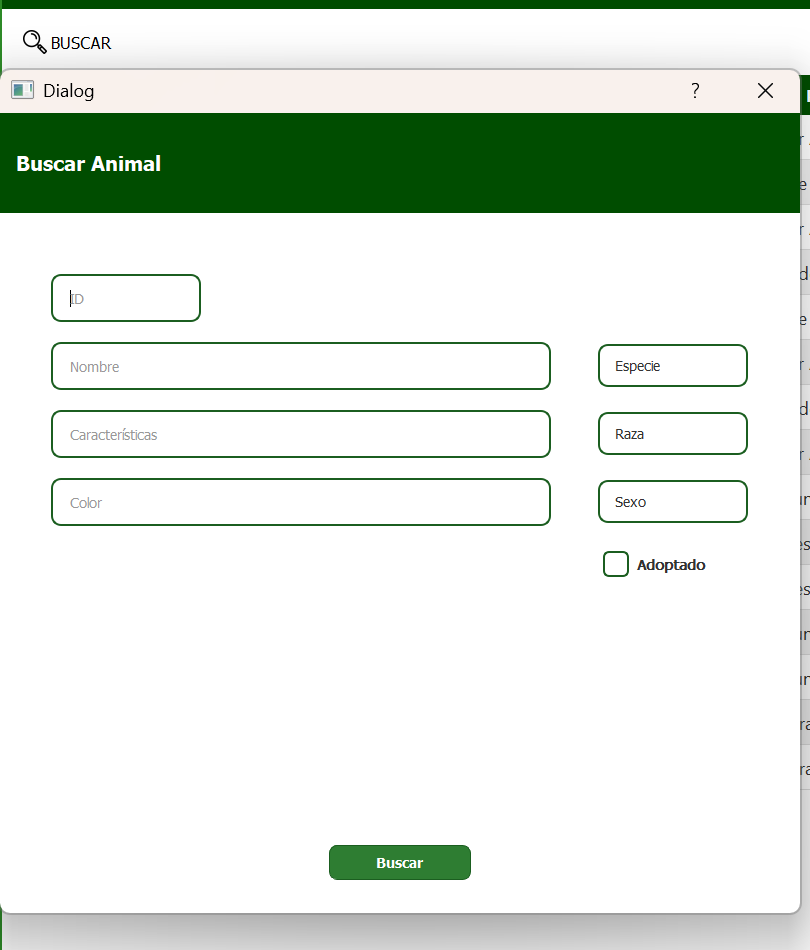 BUSCAR
Dialog
?
Buscar Animal
ID
Nombre
Especie
Características
Raza
Color
Sexo
Adoptado
Buscar